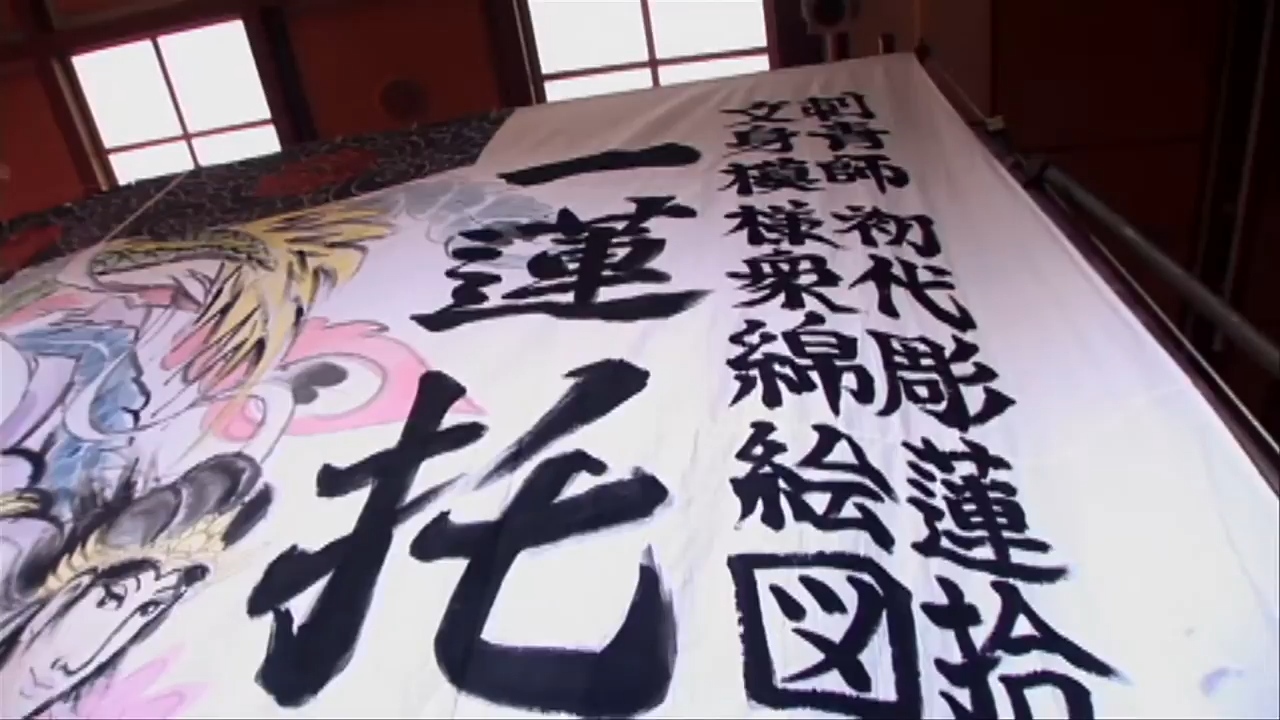 刺青師 初代彫蓮拾
文身模様衆綿絵図
一蓮托